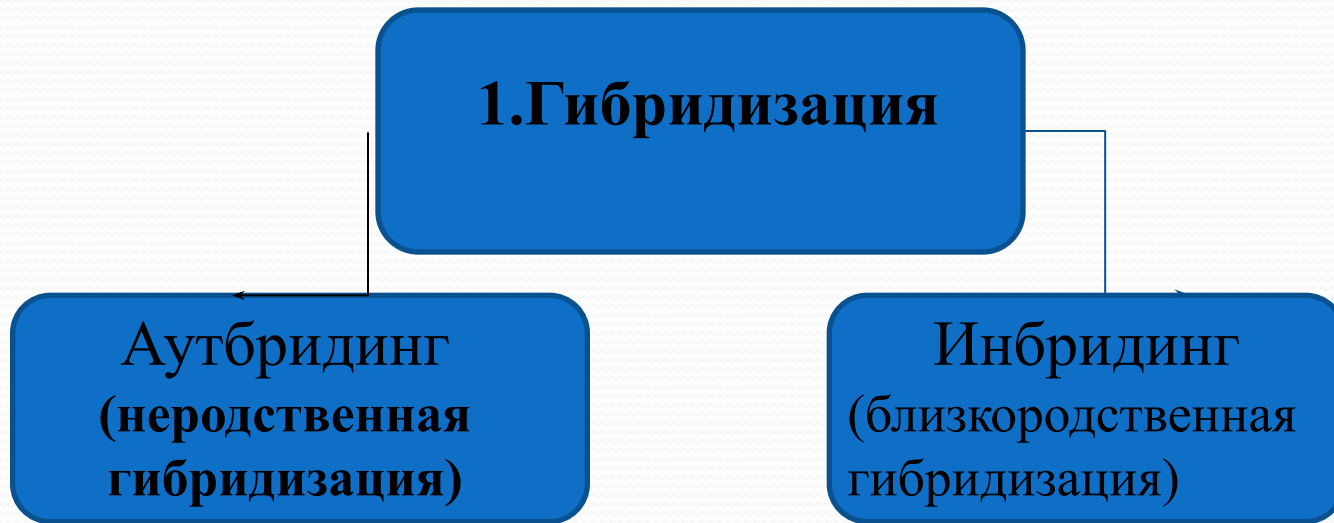 1.Гибридизация
Аутбридинг
(неродственная
гибридизация)
Инбридинг
(близкородственная
гибридизация)